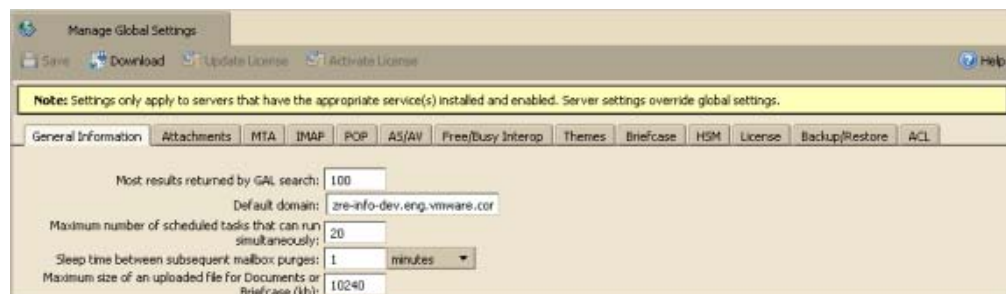 Manage Global Settings
Save Download Update License Activate License Help
Note: Settings only apply to servers that have the appropriate service(s) installed and enabled. Server settings override global settings.
General Information Attachments MTA IMAP POP AS/AV Free/Busy Interop Themes Briefcase HSM License Backup/Restore ACL
Most results returned by GAL search: 100
Default domain: zre-info-dev.eng.vmware.cor
Maximum number of scheduled tasks that can run
simultaneously: 20
Sleep time between subsequent mailbox purges: 1 minutes
Maximum size of an uploaded file for Documents or
Briefcase (kb): 10240